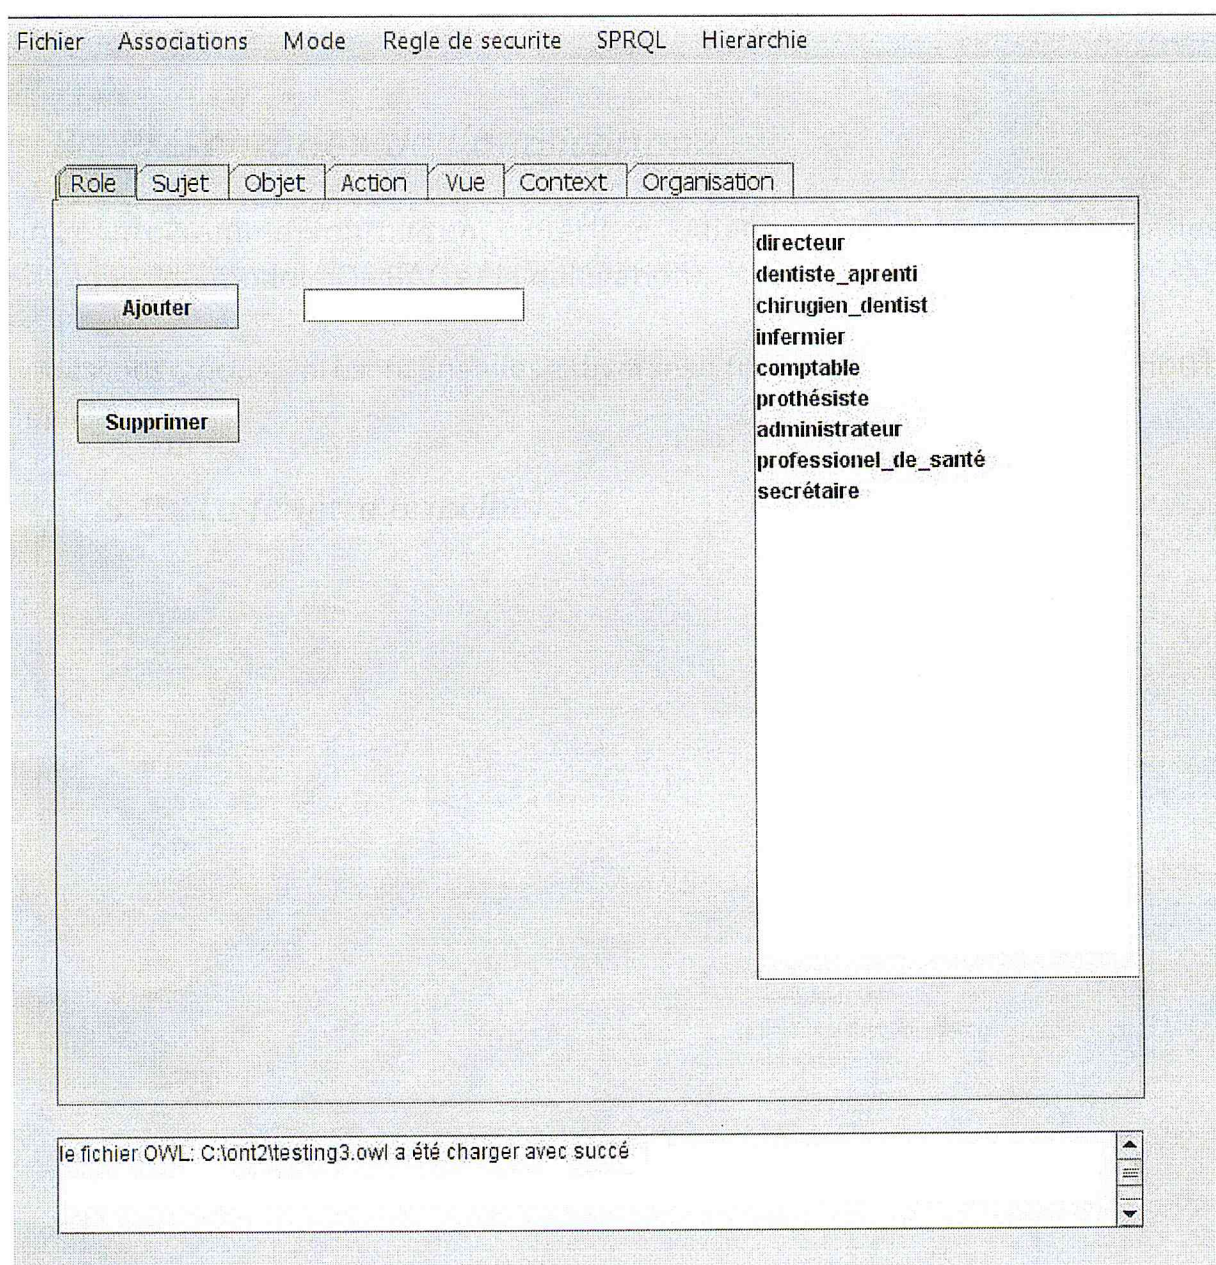 Fichier Associations Mode Regle de securite SPRQL Hierarchie
Role Sujet Objet Action Vue Context Organisation
directeur
dentiste_aprenti
chirugien_dentist
infermier
comptable
prothésiste
administrateur
professionel_de_santé
secrétaire
Ajouter
Supprimer
le fichier OWL: C:\ont2\testing3.owl a été charger avec succé